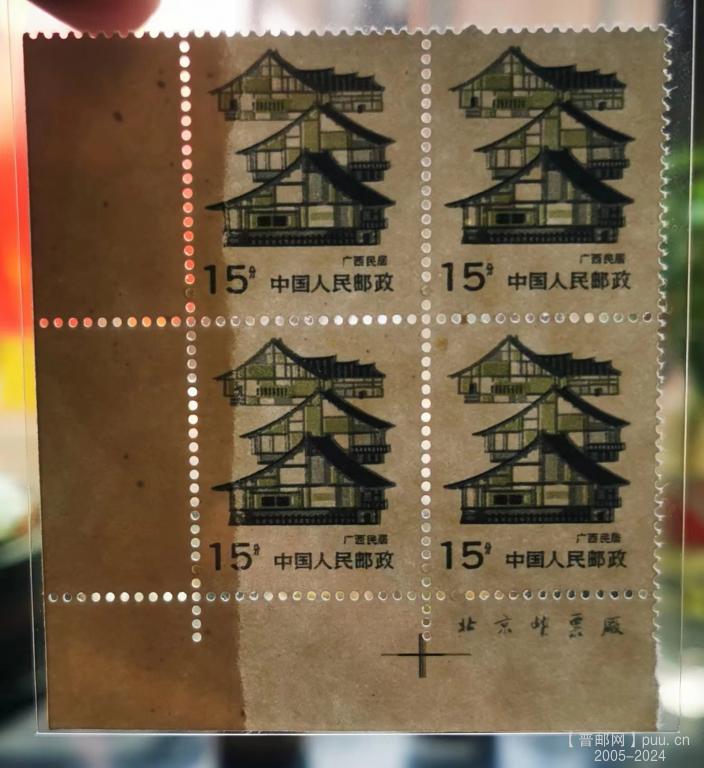 广西民居
15分 中国人民邮政
广西民居
15分 中国人民邮政
广西民居
15分 中国人民邮政
广西民居
15分 中国人民邮政
北京邮票厂
【晋邮网】puu.cn
2005-2024